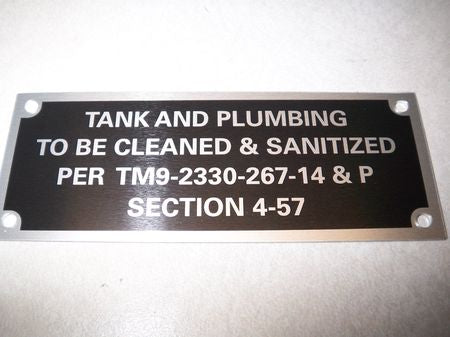 TANK AND PLUMBING
TO BE CLEANED & SANITIZED
PER TM9-2330-267-14 & P
SECTION 4-57